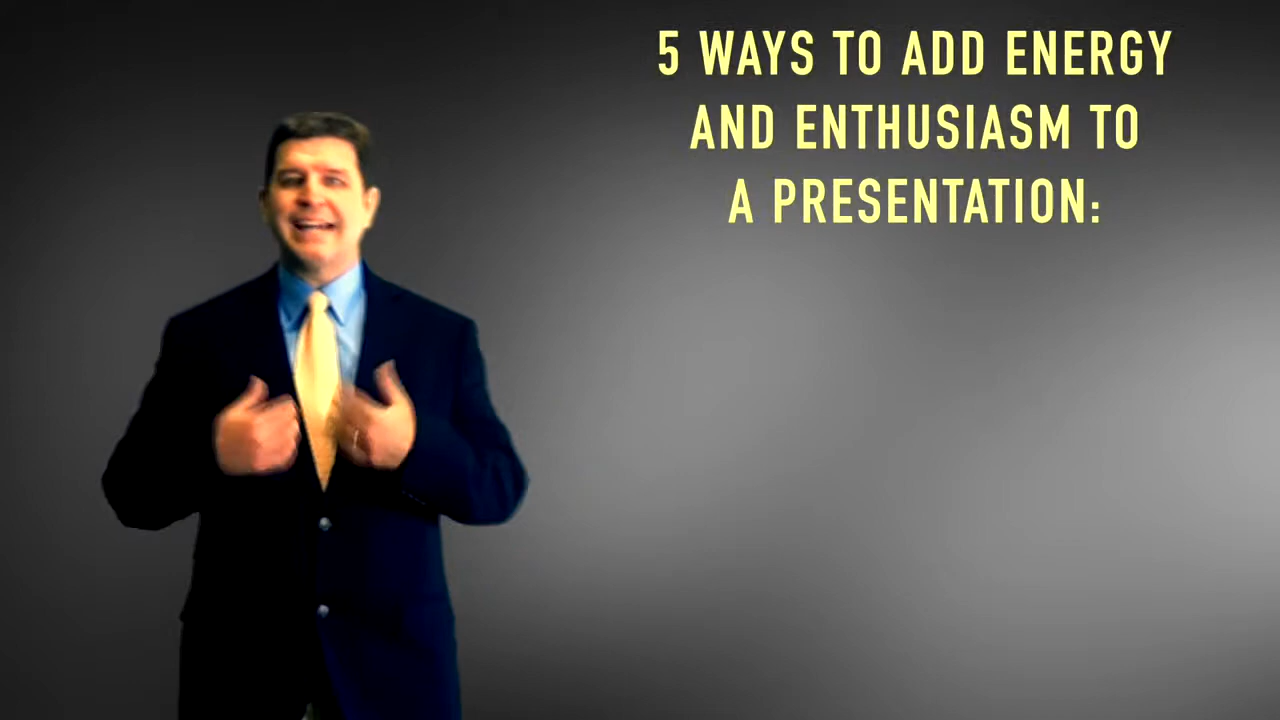 5 WAYS TO ADD ENERGY
AND ENTHUSIASM TO
A PRESENTATION: